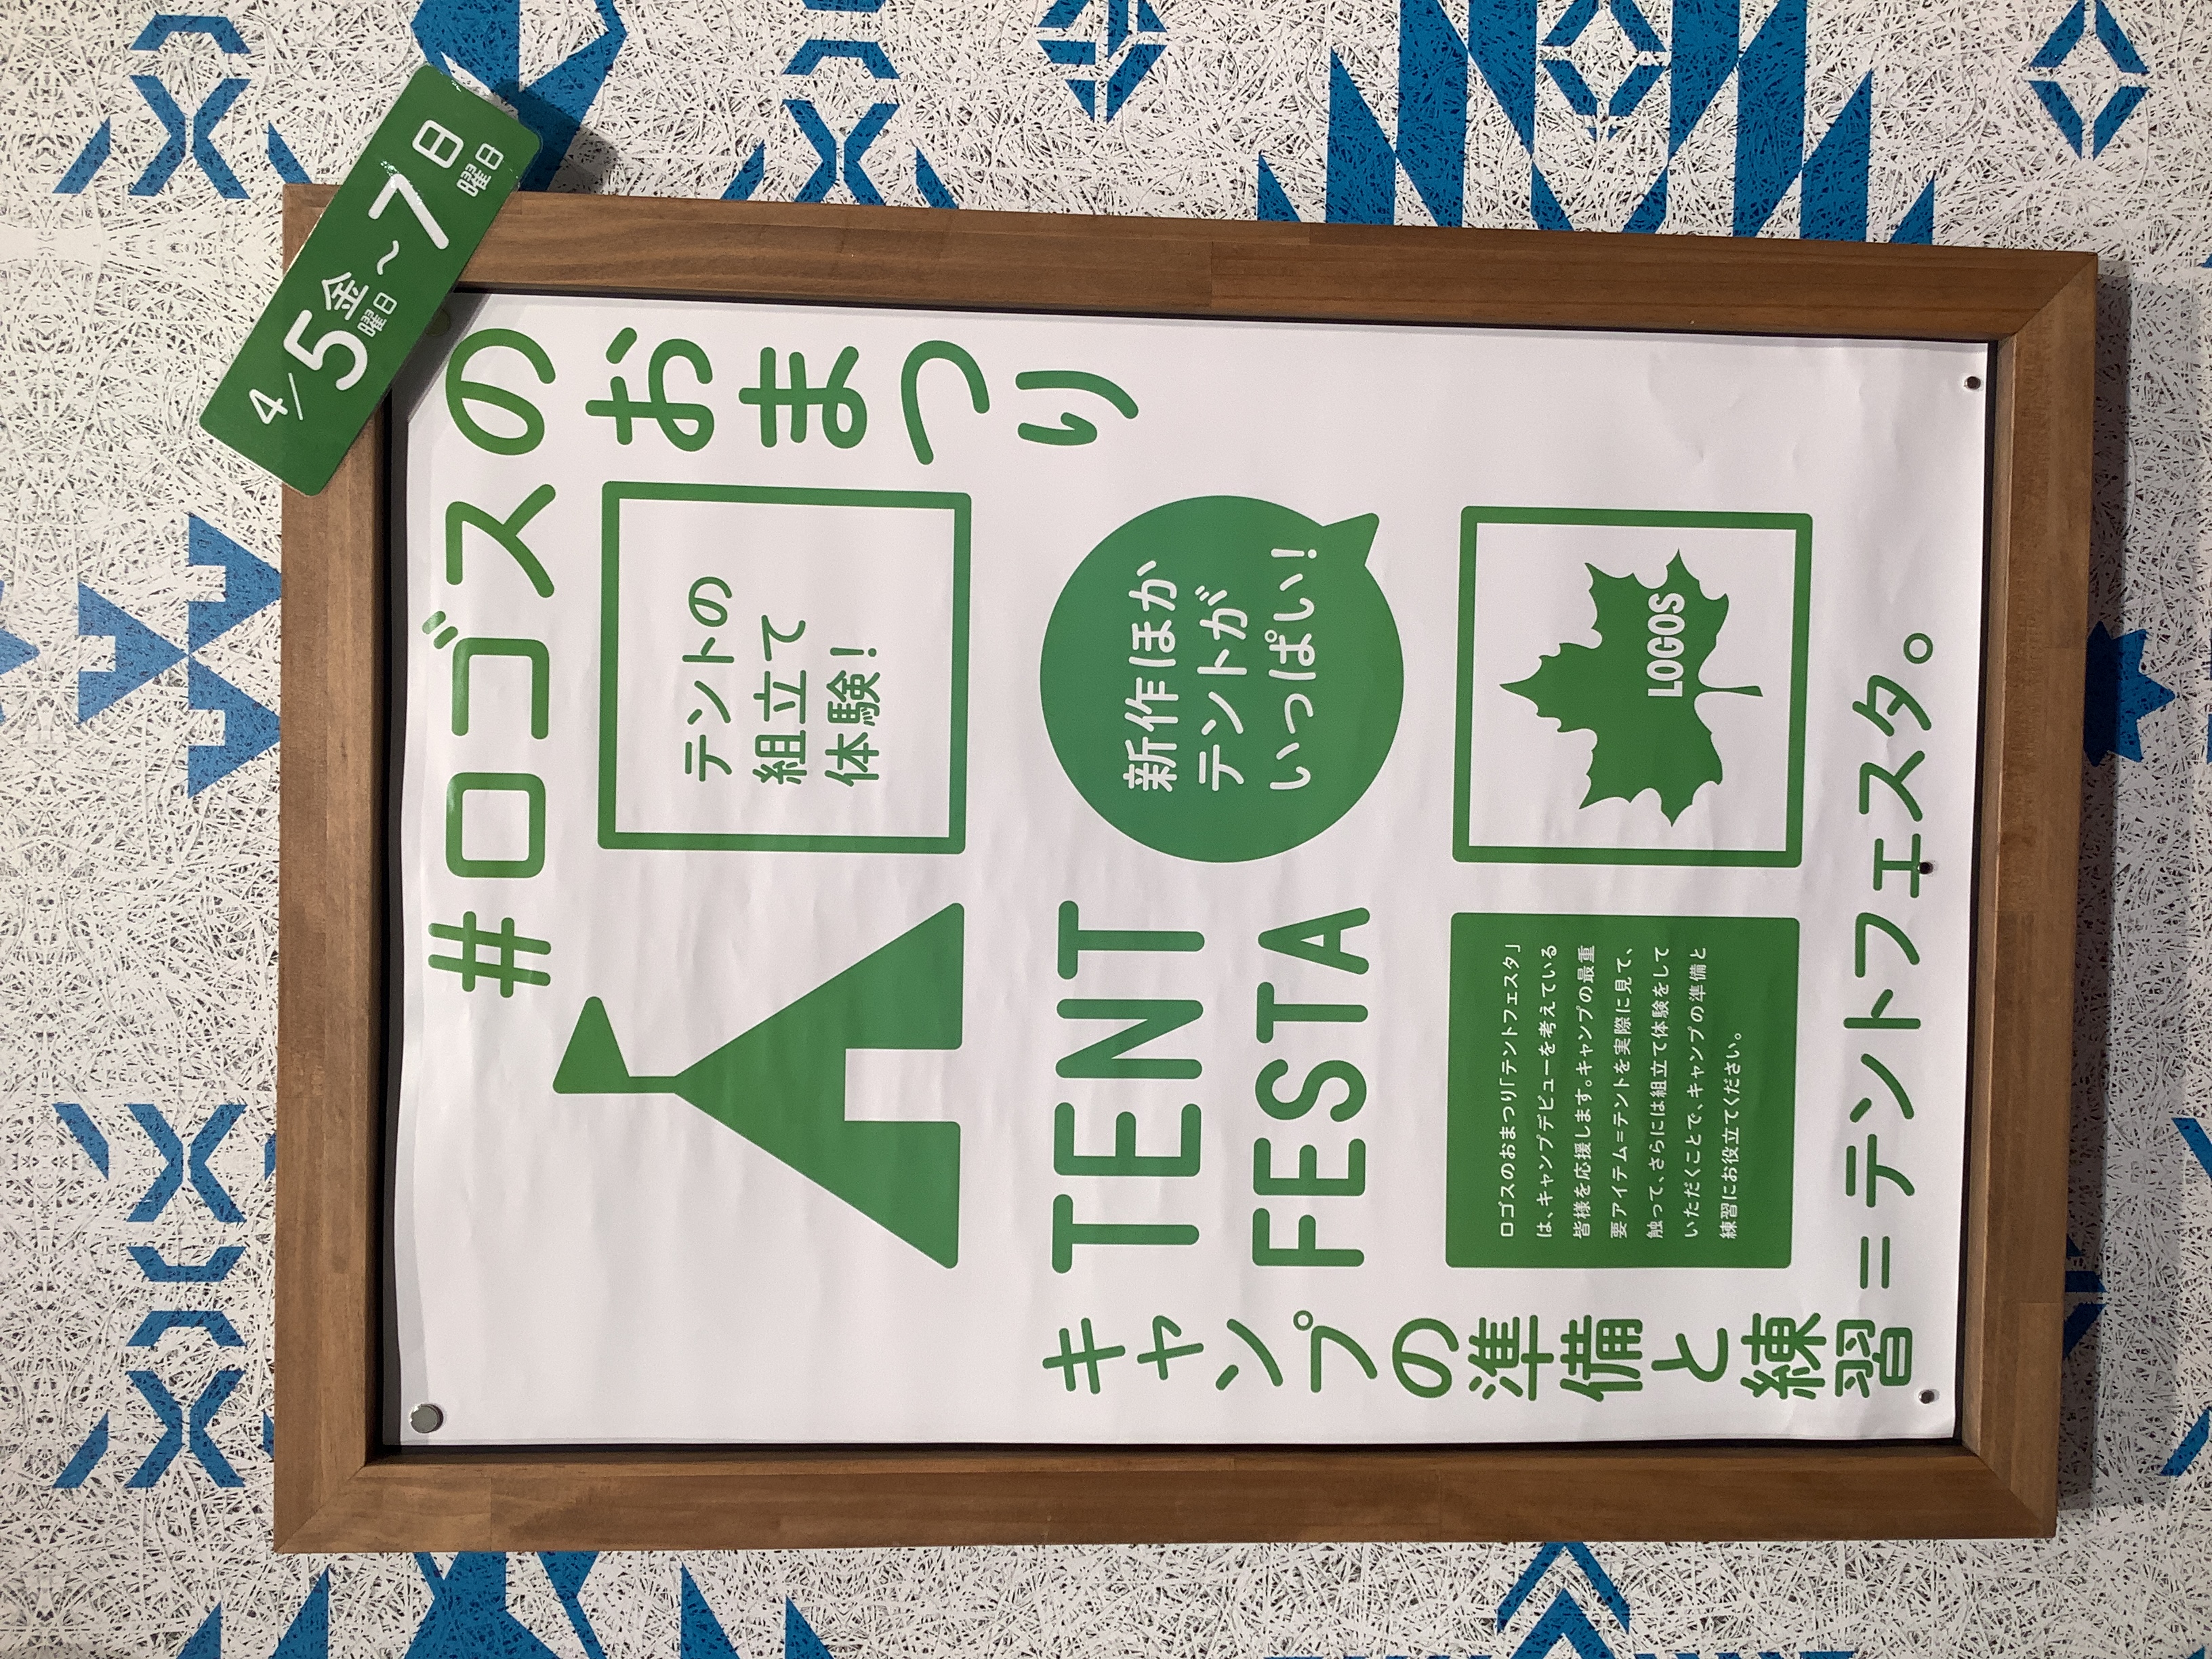 4/5金曜日〜7日曜日
#ロゴスのおまつり
テントの
組立て
体験！
TENT
FESTA
新作ほか
テントが
いっぱい！
ロゴスのおまつり「テントフェスタ」
は、キャンプデビューを考えている
皆様を応援します。キャンプの最重
要アイテム=テントを実際に見て、
触って、さらには組立て体験をして
いただくことで、キャンプの準備と
練習にお役立てください。
LOGOS
キャンプの準備と練習
=テントフェスタ。